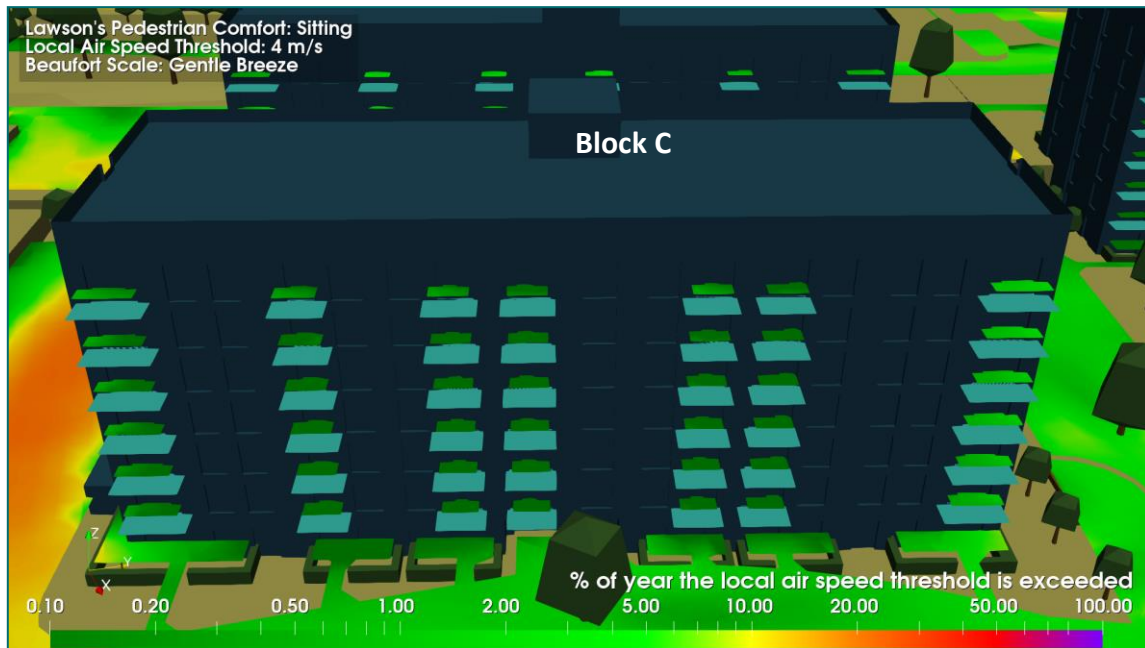 Lawson's Pedestrian Comfort: Sitting
Local Air Speed Threshold: 4 m/s
Beaufort Scale: Gentle Breeze
Block C
Z
Y
X
% of year the local air speed threshold is exceeded
0.10 0.20 0.50 1.00 2.00 5.00 10.00 20.00 50.00 100.00